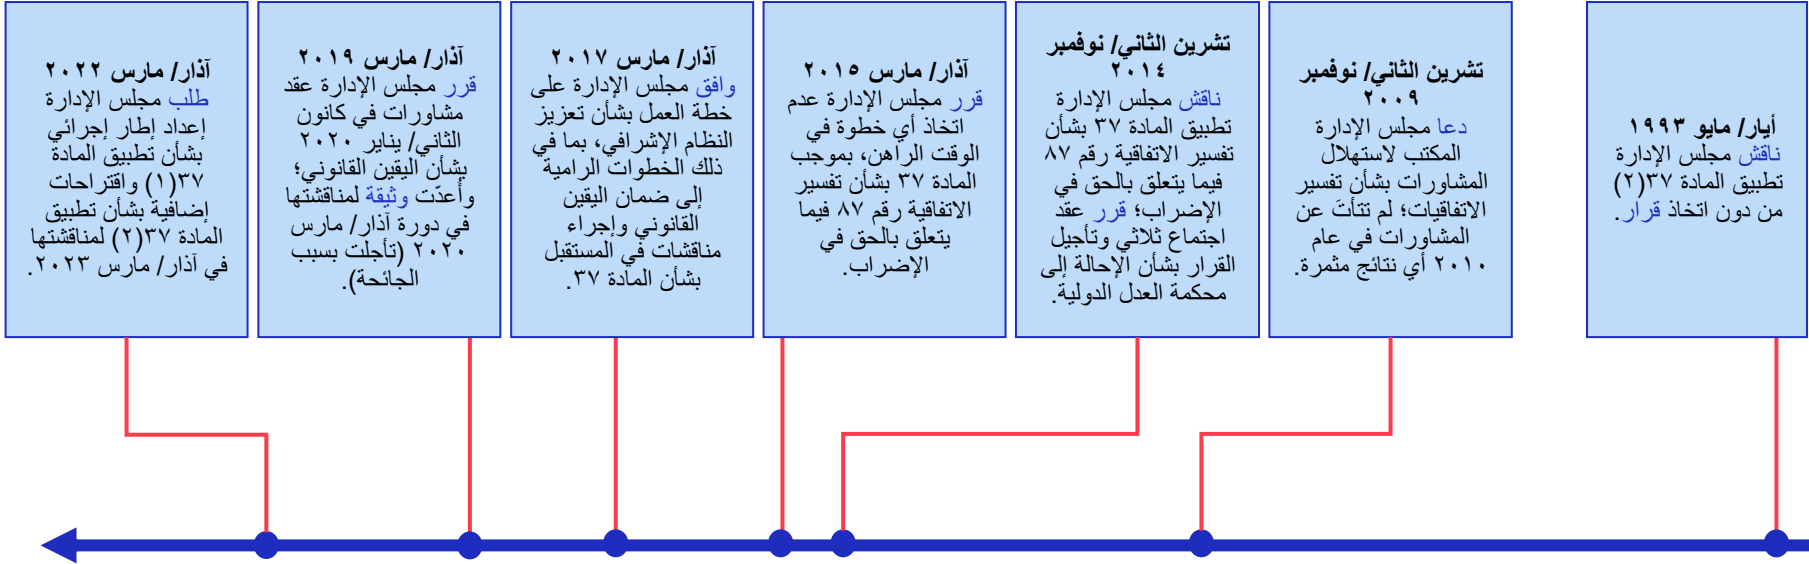 أيار/ مايو ١٩٩٣
ناقش مجلس الإدارة
تطبيق المادة ٣٧(٢)
من دون اتخاذ قرار.
تشرين الثاني/ نوفمبر
٢٠٠٩
دعا مجلس الإدارة
المكتب لاستهلال
المشاورات بشأن تفسير
الاتفاقيات؛ لم تتأتَ عن
المشاورات في عام
٢٠١٠ أي نتائج مثمرة.
تشرين الثاني/ نوفمبر
٢٠١٤
ناقش مجلس الإدارة
تطبيق المادة ٣٧ بشأن
تفسير الاتفاقية رقم ٨٧
فيما يتعلق بالحق في
الإضراب؛ قرر عقد
اجتماع ثلاثي وتأجيل
القرار بشأن الإحالة إلى
محكمة العدل الدولية.
آذار/ مارس ٢٠١٥
قرر مجلس الإدارة عدم
اتخاذ أي خطوة في
الوقت الراهن، بموجب
المادة ٣٧ بشأن تفسير
الاتفاقية رقم ٨٧ فيما
يتعلق بالحق في
الإضراب.
آذار/ مارس ٢٠١٧
وافق مجلس الإدارة على
خطة العمل بشأن تعزيز
النظام الإشرافي، بما في
ذلك الخطوات الرامية
إلى ضمان اليقين
القانوني وإجراء
مناقشات في المستقبل
بشأن المادة ٣٧.
آذار/ مارس ٢٠١٩
قرر مجلس الإدارة عقد
مشاورات في كانون
الثاني/ يناير ٢٠٢٠
بشأن اليقين القانوني؛
وأُعدّت وثيقة لمناقشتها
في دورة آذار/ مارس
٢٠٢٠ (تأجلت بسبب
الجائحة).
آذار/ مارس ٢٠٢٢
طلب مجلس الإدارة
إعداد إطار إجرائي
بشأن تطبيق المادة
٣٧(١) واقتراحات
إضافية بشأن تطبيق
المادة ٣٧(٢) لمناقشتها
في آذار/ مارس ٢٠٢٣.